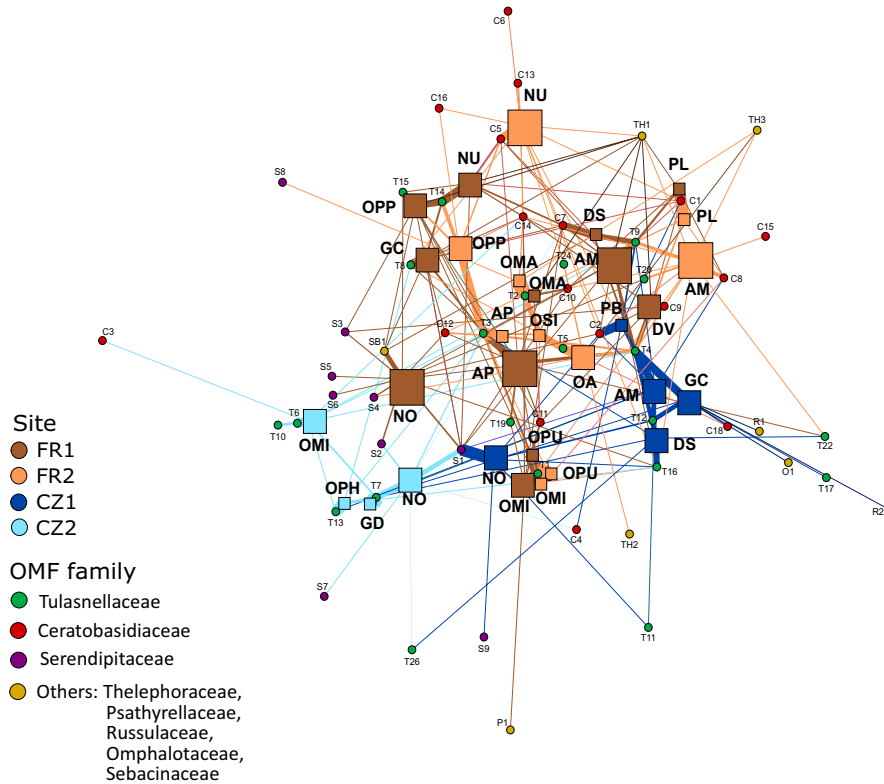 C6
C13
NU
C16
C5
TH1
TH3
S8
NU
PL
T15
T14
C1
OPP
C7
DS
PL
C14
C15
GC
OPP
T9
T8
OMA
T24
AM
T20
AM
C8
T2
OMA
C10
S3
C12
T3
AP
OSI
PB
C2
C9
DV
C3
SB1
T5
T4
S5
AP
OA
S6
S4
NO
AM
GC
T6
T10
OMI
T19
C11
T12
C18
R1
T22
S2
OPU
DS
S1
NO
T1
OPU
T16
O1
T17
OPH
T7
NO
OMI
OMI
T13
GD
C4
TH2
R2
S7
T26
S9
T11
P1
Site
FR1
FR2
CZ1
CZ2
OMF family
Tulasnellaceae
Ceratobasidiaceae
Serendipitaceae
Others: Thelephoraceae,
Psathyrellaceae,
Russulaceae,
Omphalotaceae,
Sebacinaceae